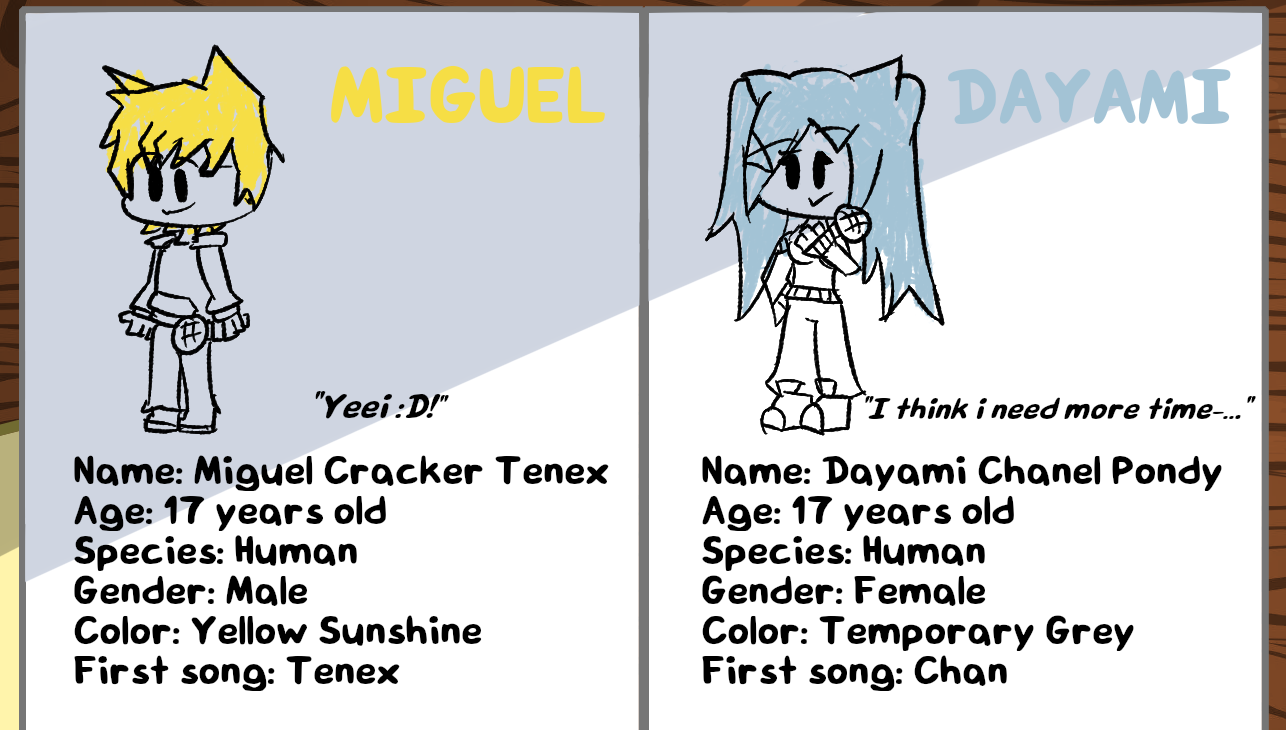 MIGUEL
"Yeei :D!"
Name: Miguel Cracker Tenex
Age: 17 years old
Species: Human
Gender: Male
Color: Yellow Sunshine
First song: Tenex
DAYAMI
"I think i need more time-..."
Name: Dayami Chanel Pondy
Age: 17 years old
Species: Human
Gender: Female
Color: Temporary Grey
First song: Chan